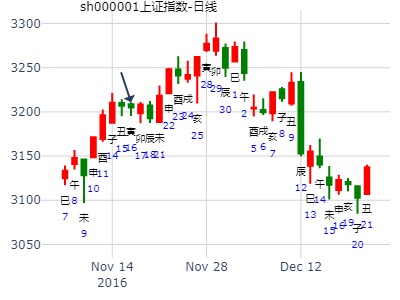 sh000001上证指数-日线
3300
3250
3200
3150
3100
3050
巳 7
午 8
未 9
申 10
酉 11
子 14
丑 15
寅 16
卯 17
辰 18
未 21
申 22
酉 23
戌 24
亥 25
寅 28
卯 29
辰 30
巳 1
午 2
酉 5
戌 6
亥 7
子 8
丑 9
辰 12
巳 13
午 14
未 15
申 16
亥 19
子 20
丑 21
Nov 14 Nov 28 Dec 12
2016